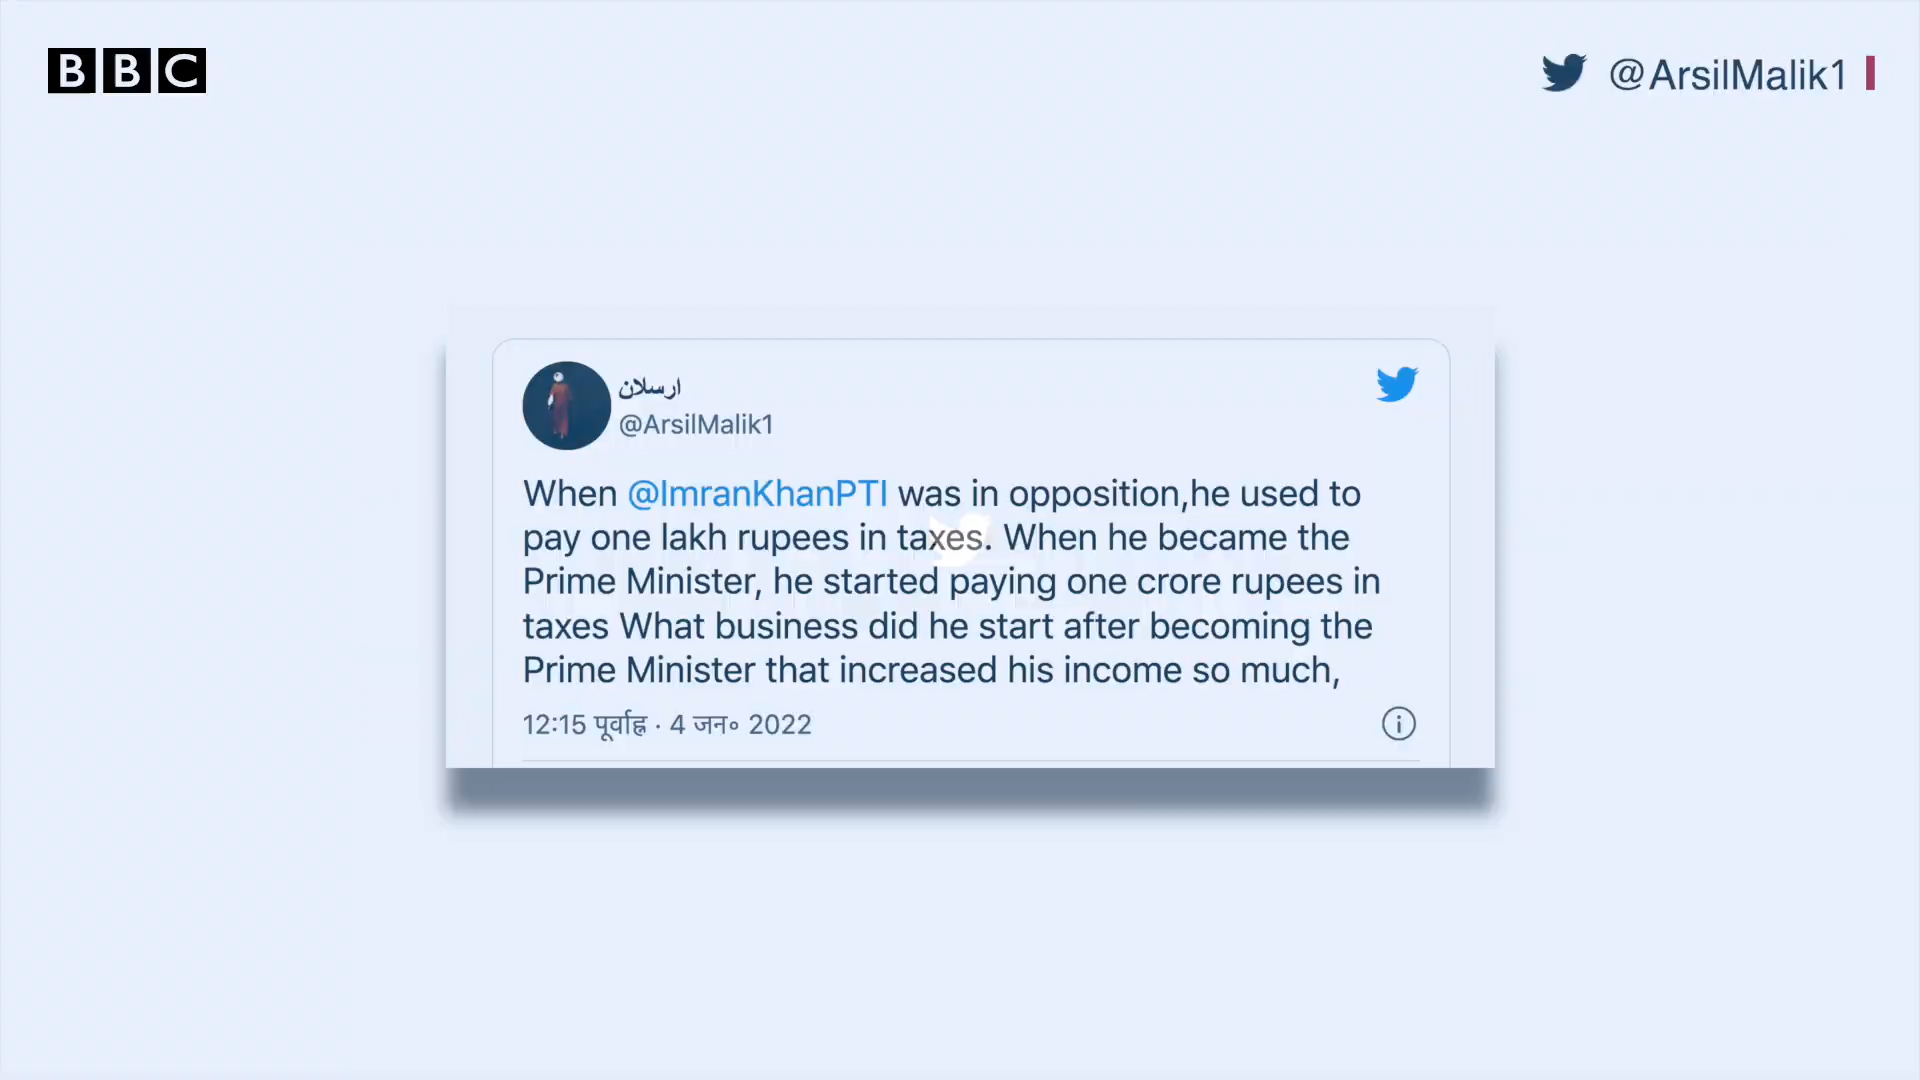 BBC
@ArsilMalik1
ارسلان
@ArsilMalik1
When @ImranKhanPTI was in opposition,he used to
pay one lakh rupees in taxes. When he became the
Prime Minister, he started paying one crore rupees in
taxes What business did he start after becoming the
Prime Minister that increased his income so much,
12:15 पूर्वाह्न · 4 जन॰ 2022